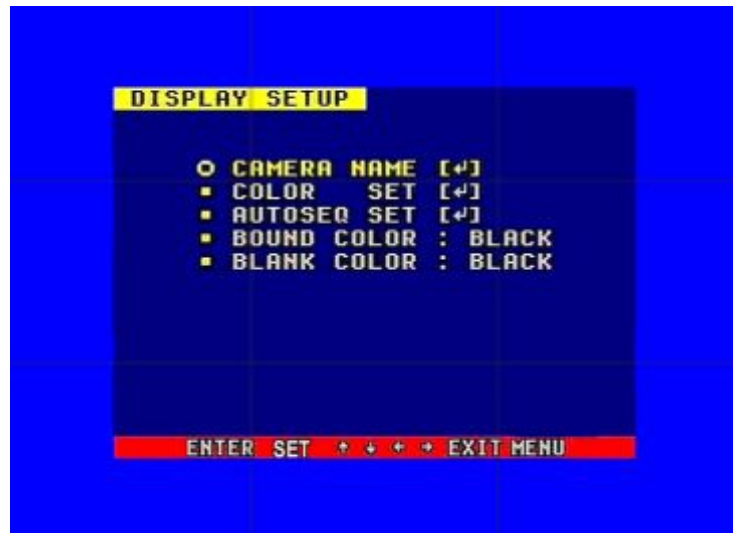 DISPLAY SETUP
CAMERA NAME [↵]
COLOR SET [↵]
AUTOSEQ SET [↵]
BOUND COLOR : BLACK
BLANK COLOR : BLACK
ENTER SET ↑ ↓ ← → EXIT MENU